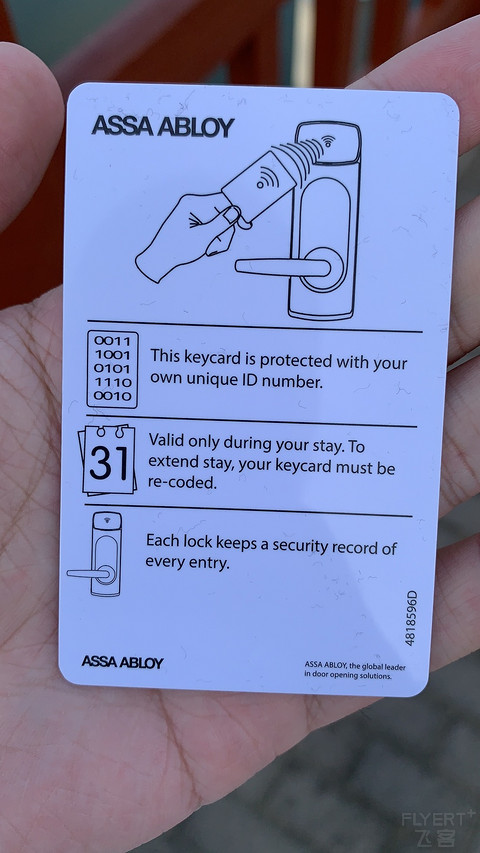 ASSA ABLOY
0011
1001
0101
1110
0010
This keycard is protected with your
own unique ID number.
31
Valid only during your stay. To
extend stay, your keycard must be
re-coded.
Each lock keeps a security record of
every entry.
4818596D
ASSA ABLOY
ASSA ABLOY, the global leader
in door opening solutions.
FLYERT+
飞客